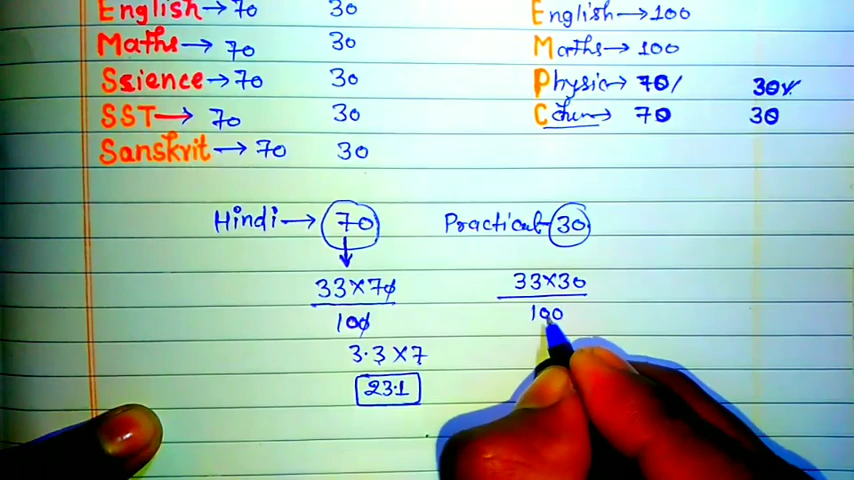 English→70 30
Maths→ 70 30
Ssience→70 30
SST→ 70 30
Sanskrit→70 30
English→100
Maths→ 100
Physic→ 70/ 30
Chem→ 70 30
Hindi→ 70 Practical- 30
33×70 33×30
100 100
3.3×7
23.1